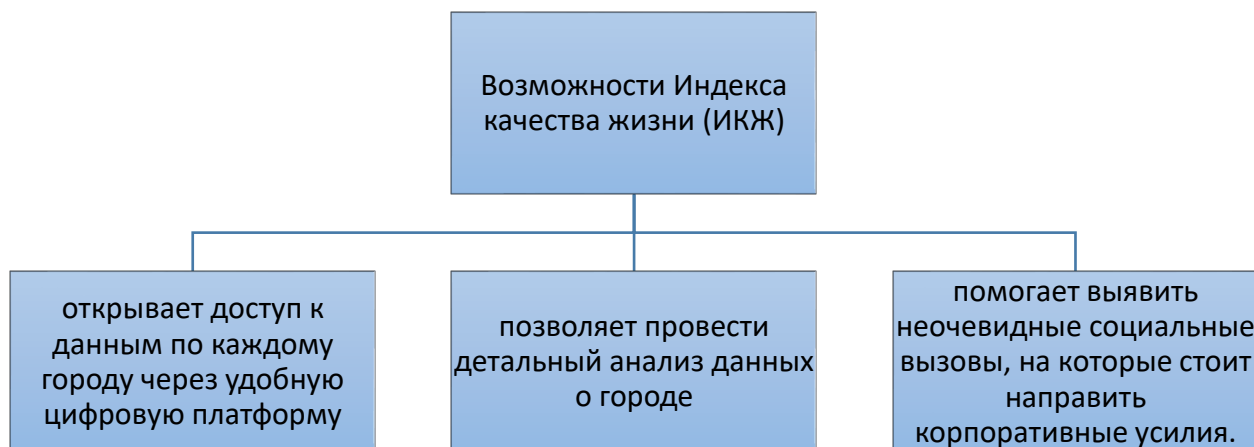 Возможности Индекса
качества жизни (ИКЖ)
открывает доступ к
данным по каждому
городу через удобную
цифровую платформу
позволяет провести
детальный анализ данных
о городе
помогает выявить
неочевидные социальные
вызовы, на которые стоит
направить
корпоративные усилия.